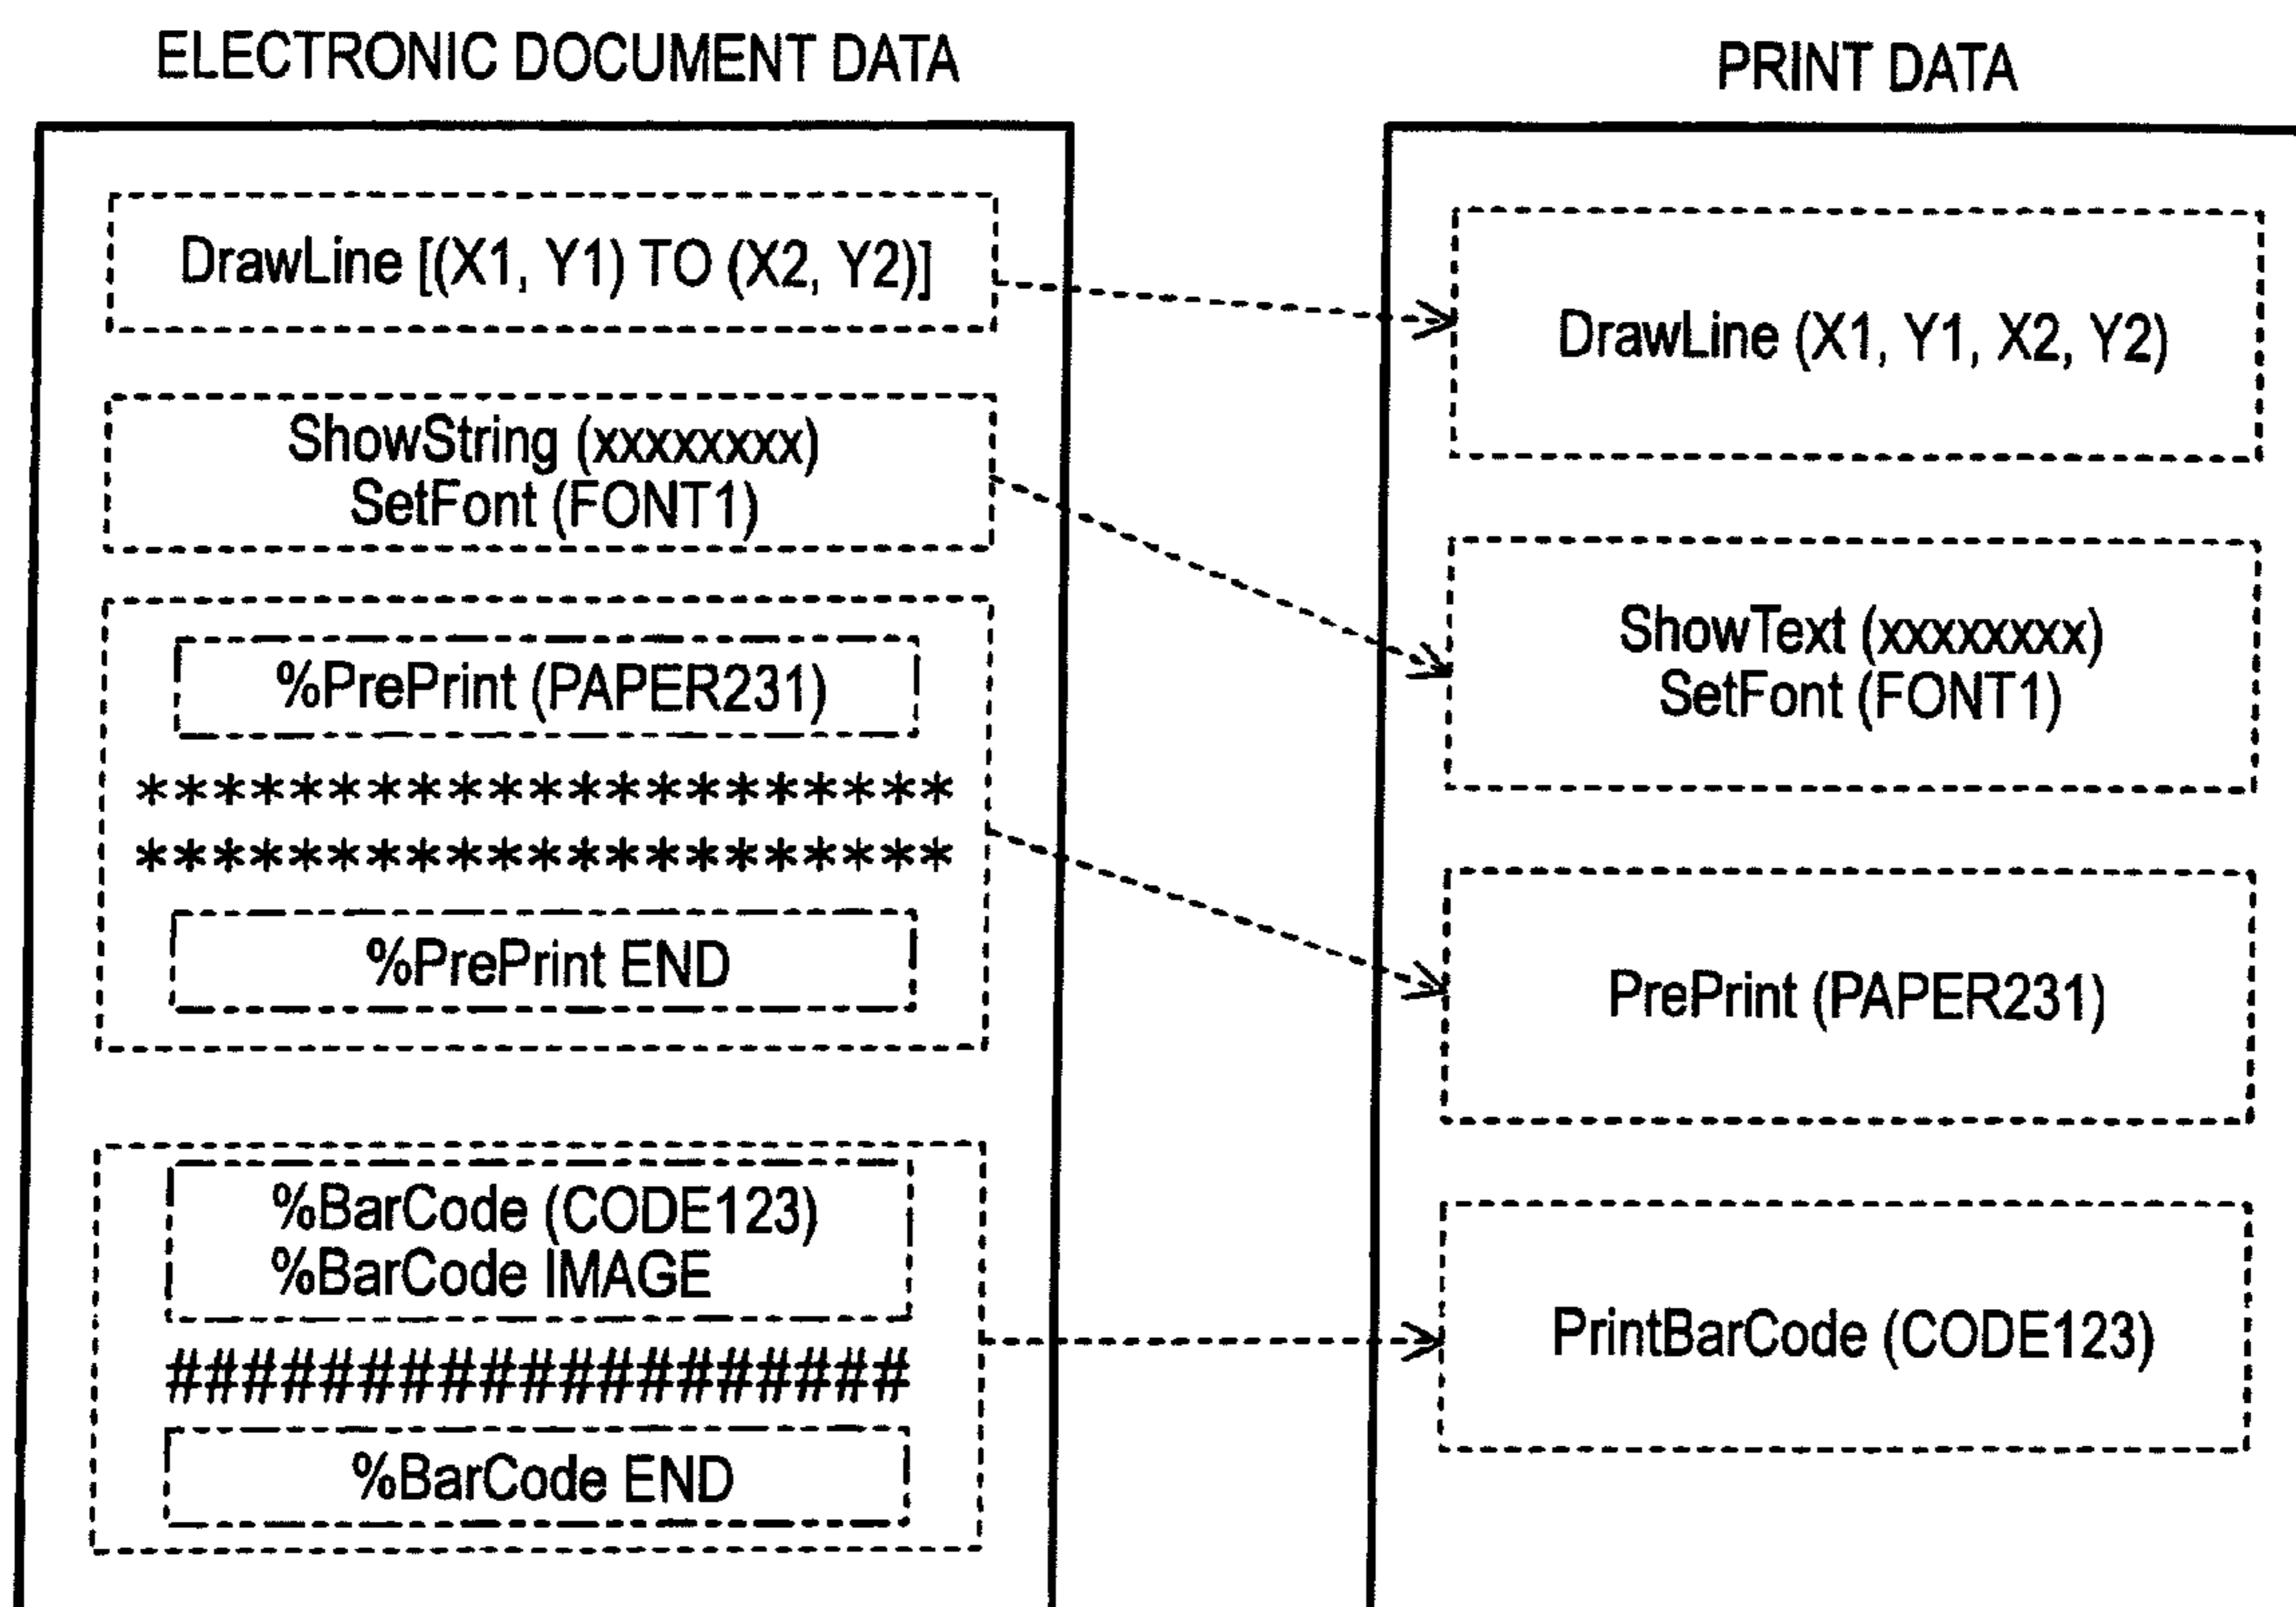 ELECTRONIC DOCUMENT DATA
DrawLine [(X1, Y1) TO (X2, Y2)]
ShowString (xxxxxxxx)
SetFont (FONT1)
%PrePrint (PAPER231)
*********************
*********************
%PrePrint END
%BarCode (CODE123)
%BarCode IMAGE
###################
%BarCode END
PRINT DATA
DrawLine (X1, Y1, X2, Y2)
ShowText (xxxxxxxx)
SetFont (FONT1)
PrePrint (PAPER231)
PrintBarCode (CODE123)